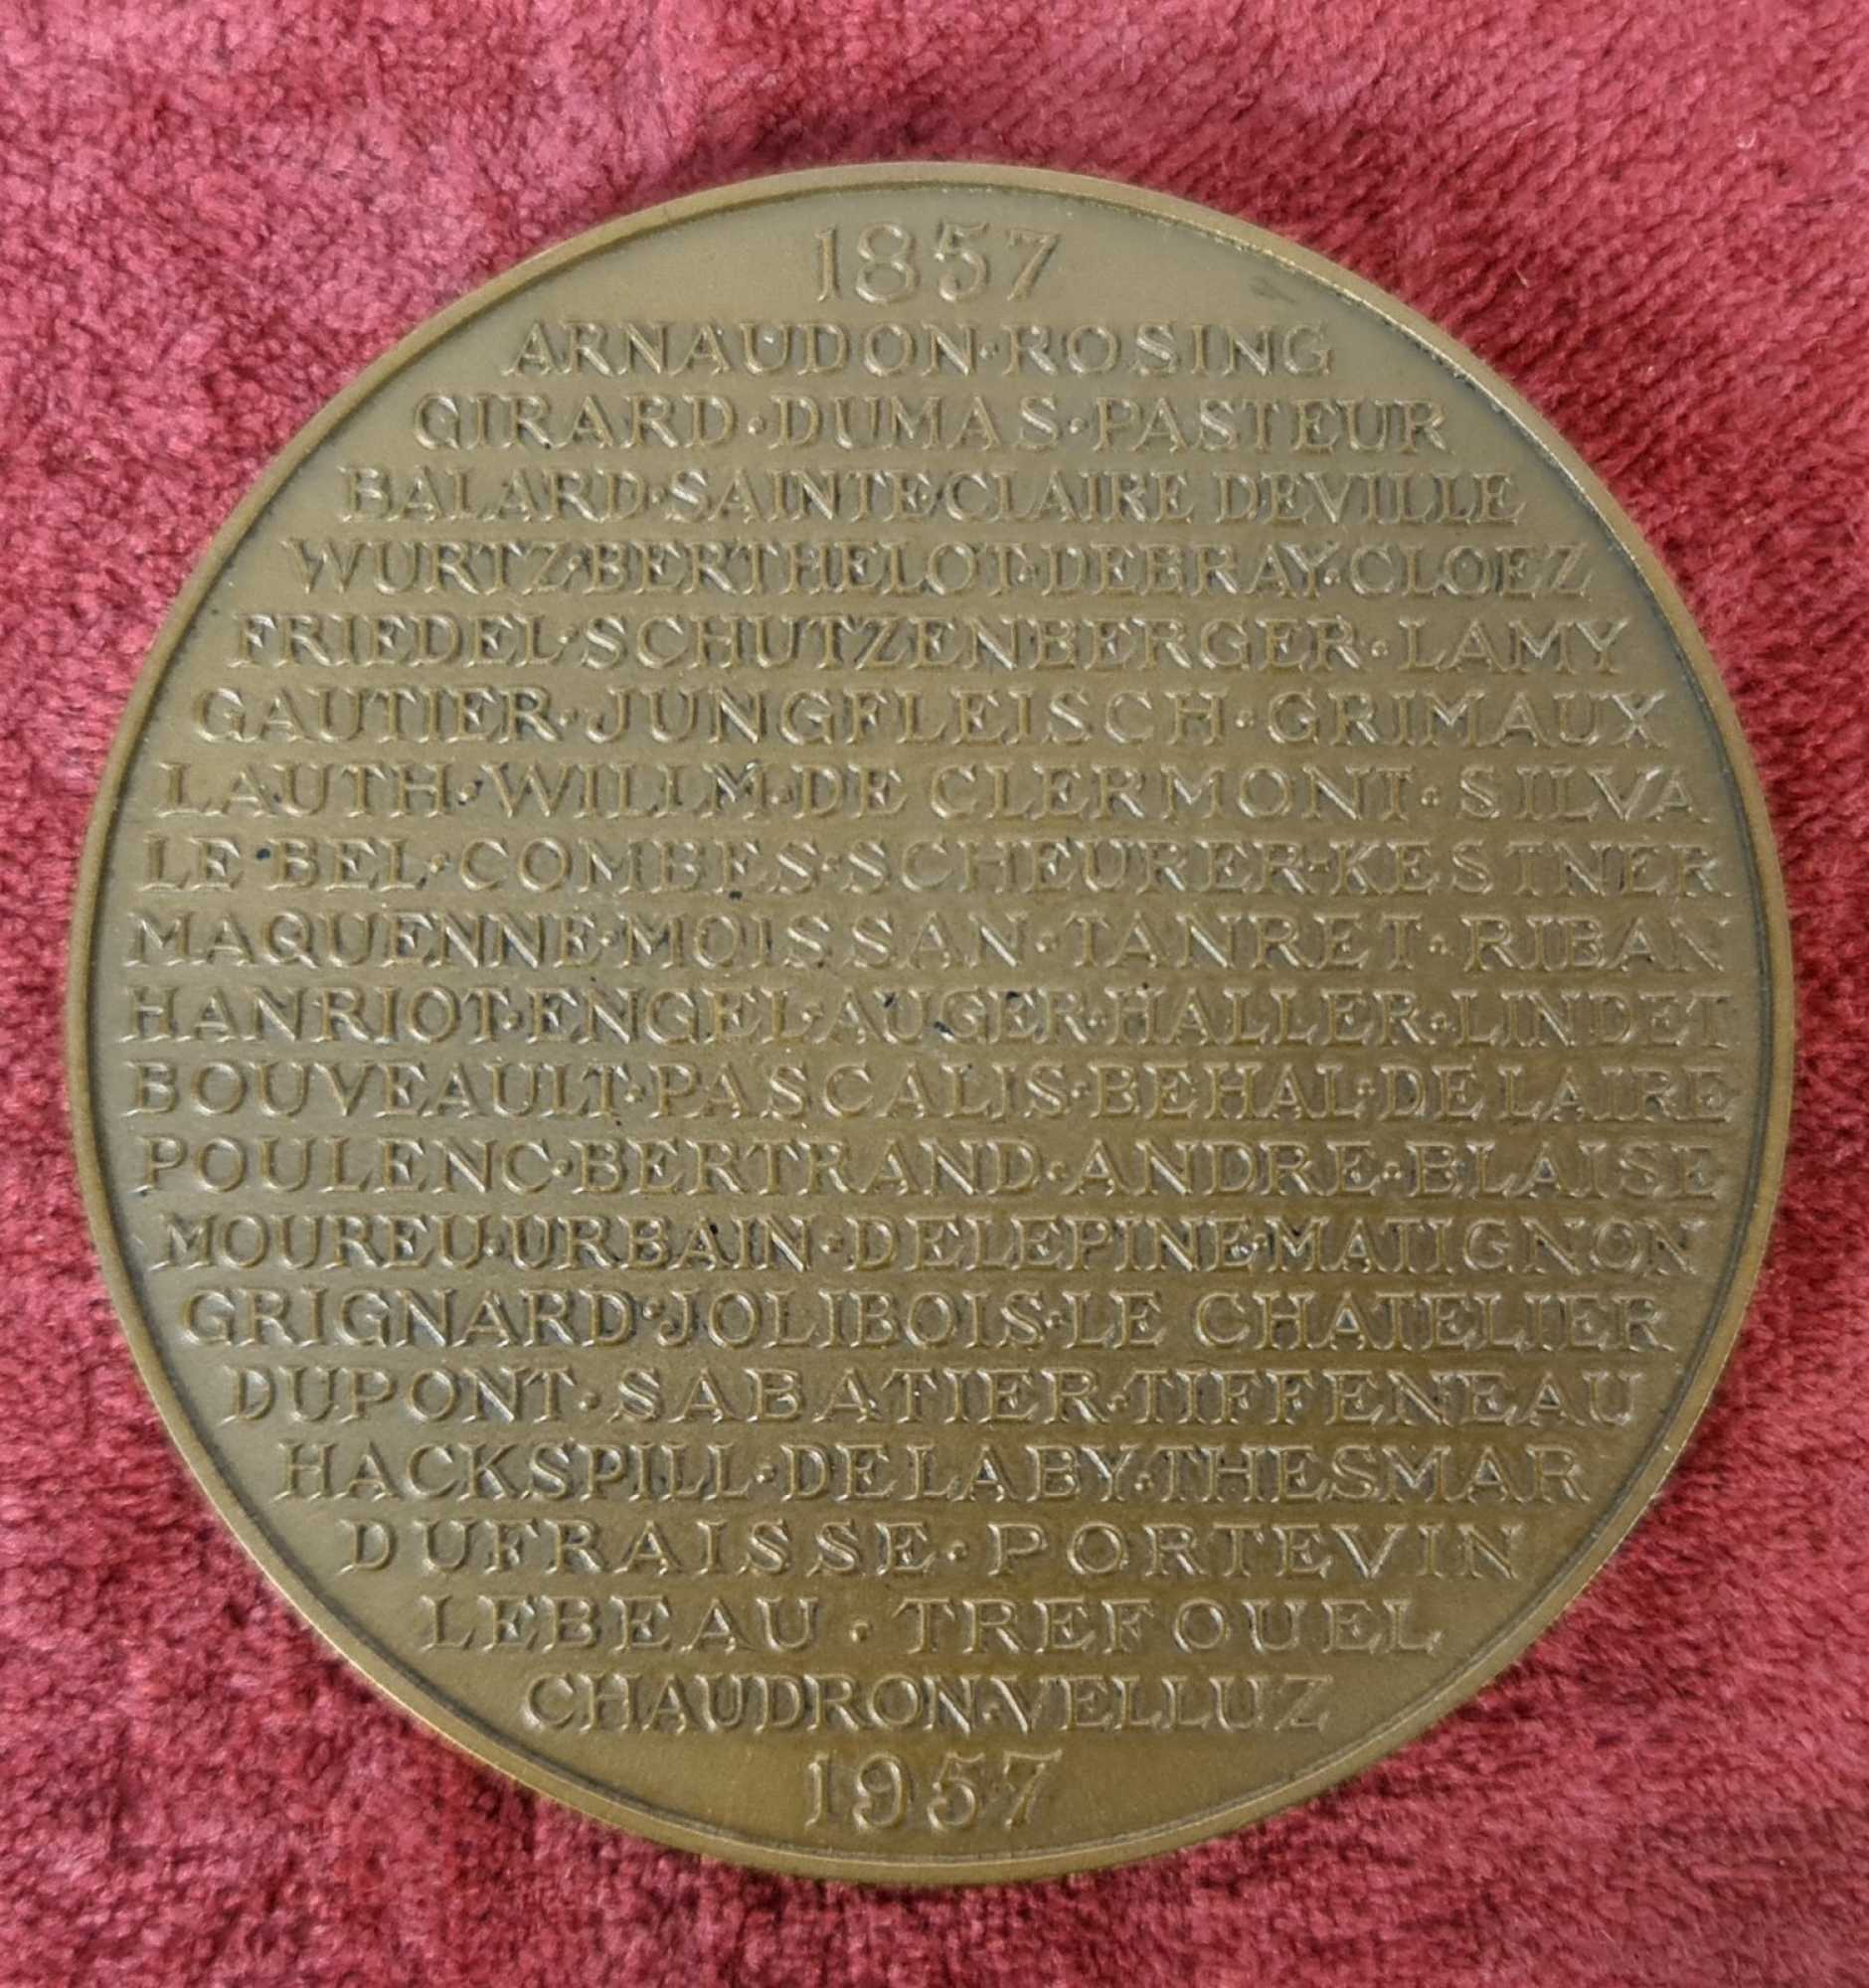 1857
ARNAUDON·ROSING
GIRARD·DUMAS·PASTEUR
BALARD·SAINTE-CLAIRE DEVILLE
WURTZ·BERTHELOT·DEBRAY·CLOEZ
FRIEDEL·SCHUTZENBERGER·LAMY
GAUTIER·JUNGFLEISCH·GRIMAUX
LAUTH·WILLM·DE CLERMONT·SILVA
LE BEL·COMBES·SCHEURER-KESTNER
MAQUENNE·MOISSAN·TANRET·RIBAN
HANRIOT·ENGEL·AUGER·HALLER·LINDET
BOUVEAULT·PASCALIS·BEHAL·DE LAIRE
POULENC·BERTRAND·ANDRE·BLAISE
MOUREU·URBAIN·DELEPINE·MATIGNON
GRIGNARD·JOLIBOIS·LE CHATELIER
DUPONT·SABATIER·TIFFENEAU
HACKSPILL·DELABY·THESMAR
DUFRAISSE·PORTEVIN
LEBEAU·TREFOUEL
CHAUDRON·VELLUZ
1957